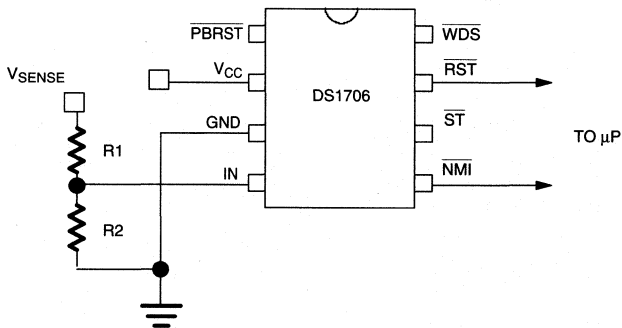 PBRST
WDS
VSENSE
VCC
RST
DS1706
GND
ST
TO µP
R1
IN
NMI
R2